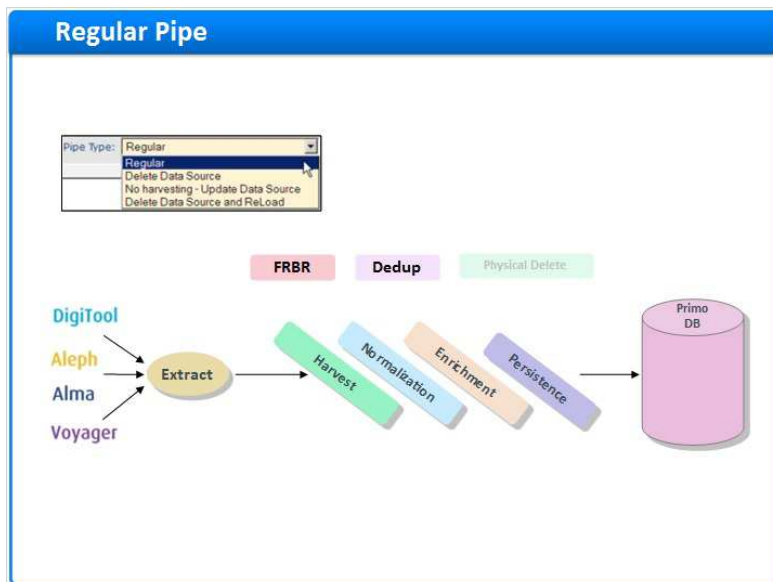 Regular Pipe
Pipe Type: Regular
Regular
Delete Data Source
No harvesting - Update Data Source
Delete Data Source and ReLoad
FRBR
Dedup
Physical Delete
DigiTool
Aleph
Alma
Voyager
Extract
Harvest
Normalization
Enrichment
Persistence
Primo
DB